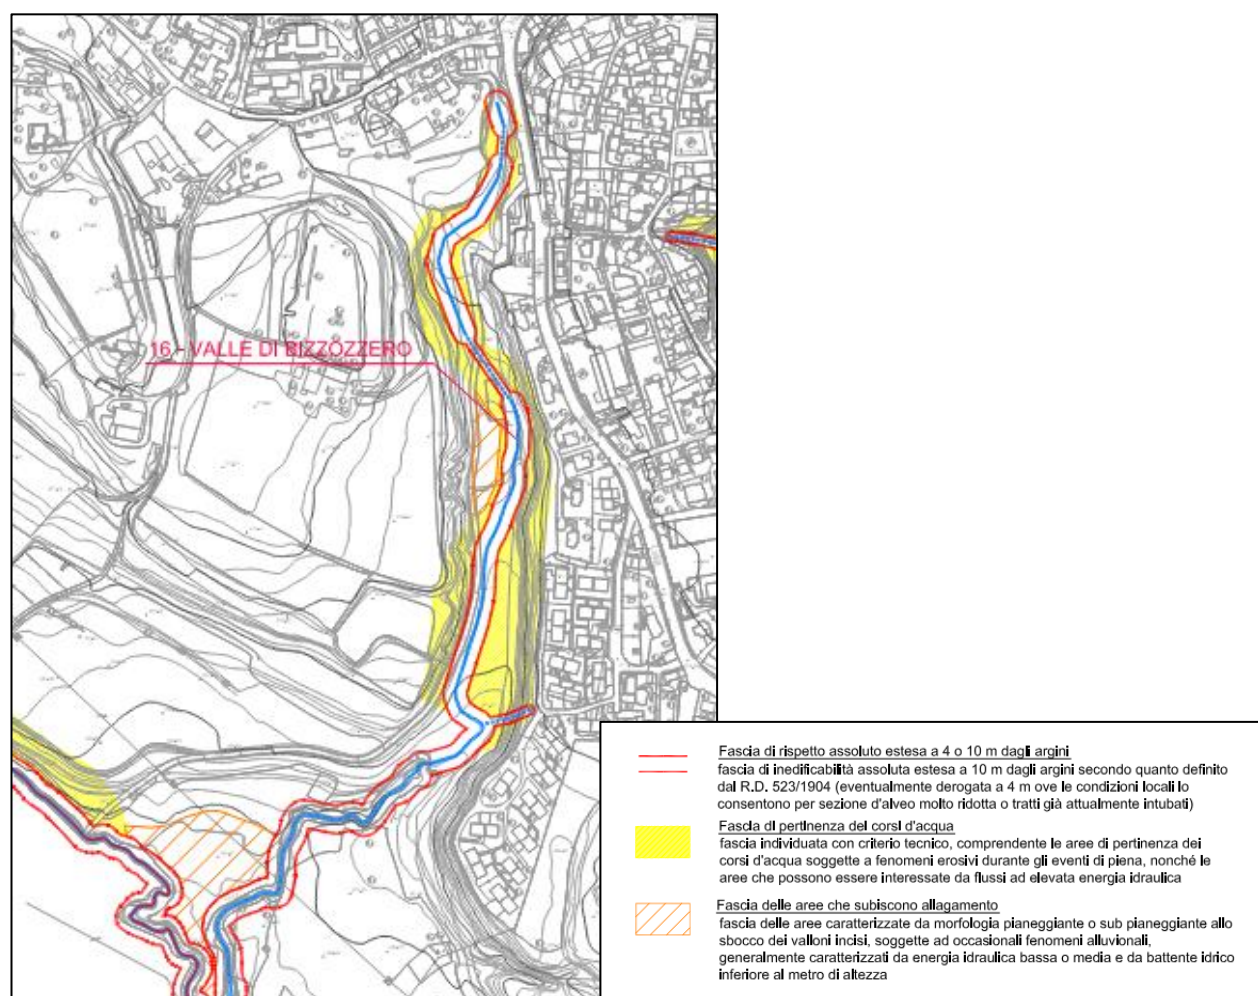 16 - VALLE DI BIZZOZZERO
Fascia di rispetto assoluto estesa a 4 o 10 m dagli argini
fascia di inedificabilità assoluta estesa a 10 m dagli argini secondo quanto definito
dal R.D. 523/1904 (eventualmente derogata a 4 m ove le condizioni locali lo
consentono per sezione d'alveo molto ridotta o tratti già attualmente intubati)
Fascia di pertinenza dei corsi d'acqua
fascia individuata con criterio tecnico, comprendente le aree di pertinenza dei
corsi d'acqua soggette a fenomeni erosivi durante gli eventi di piena, nonché le
aree che possono essere interessate da flussi ad elevata energia idraulica
Fascia delle aree che subiscono allagamento
fascia delle aree caratterizzate da morfologia pianeggiante o sub pianeggiante allo
sbocco dei valloni incisi, soggette ad occasionali fenomeni alluvionali,
generalmente caratterizzati da energia idraulica bassa o media e da battente idrico
inferiore al metro di altezza